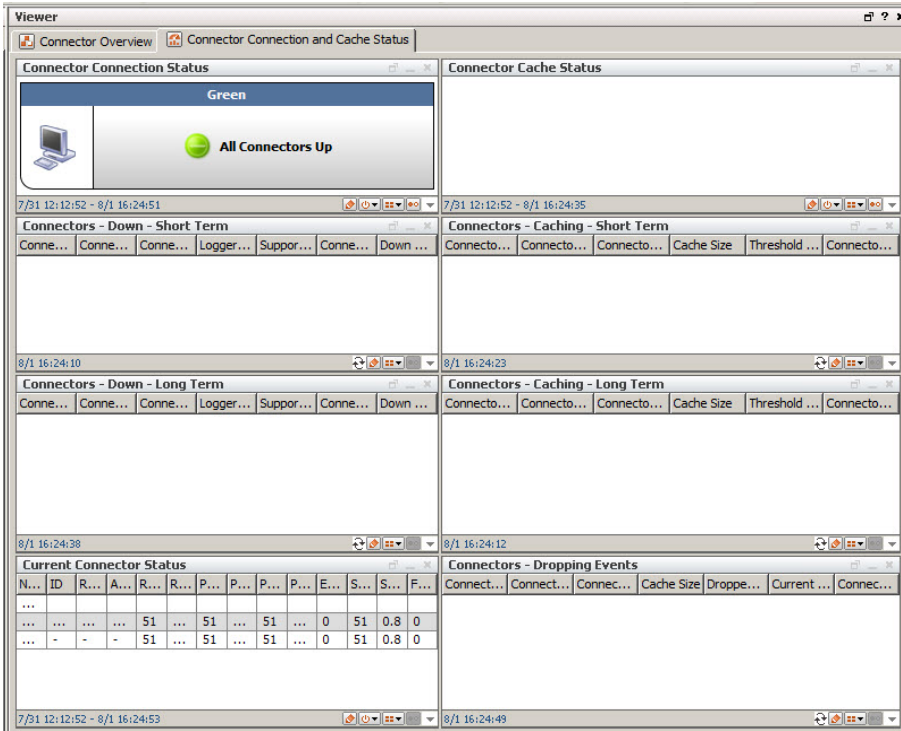 Viewer ?
Connector Overview Connector Connection and Cache Status
Connector Connection Status
Green
All Connectors Up
7/31 12:12:52 - 8/1 16:24:51
Connector Cache Status
7/31 12:12:52 - 8/1 16:24:35
Connectors - Down - Short Term
Conne... Conne... Conne... Logger... Suppor... Conne... Down ...
8/1 16:24:10
Connectors - Caching - Short Term
Connecto... Connecto... Connecto... Cache Size Threshold ... Connecto...
8/1 16:24:23
Connectors - Down - Long Term
Conne... Conne... Conne... Logger... Suppor... Conne... Down ...
8/1 16:24:38
Connectors - Caching - Long Term
Connecto... Connecto... Connecto... Cache Size Threshold ... Connecto...
8/1 16:24:12
Current Connector Status
N... ID R... A... R... R... P... P... P... P... E... S... S... F...
...
... ... ... ... 51 ... 51 ... 51 ... 0 51 0.8 0
... - - - 51 ... 51 ... 51 ... 0 51 0.8 0
7/31 12:12:52 - 8/1 16:24:53
Connectors - Dropping Events
Connect... Connect... Connec... Cache Size Droppe... Current ... Connec...
8/1 16:24:49